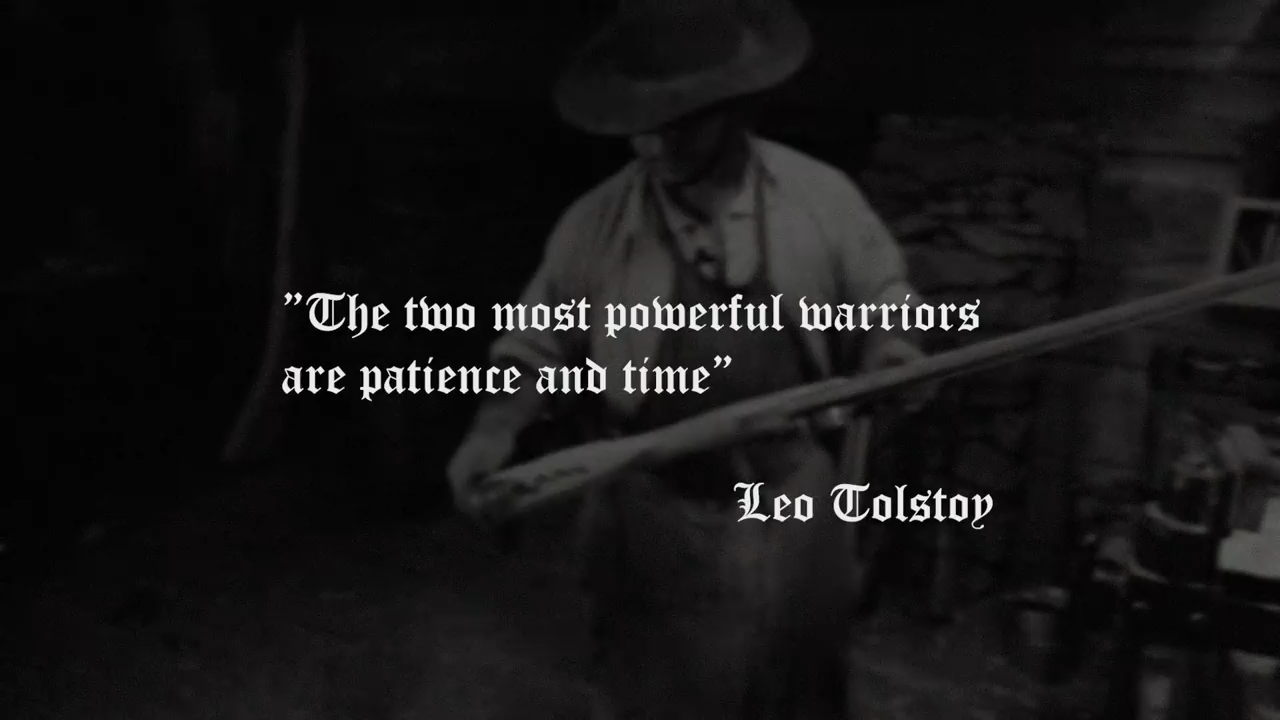 ”The two most powerful warriors
are patience and time”
Leo Tolstoy